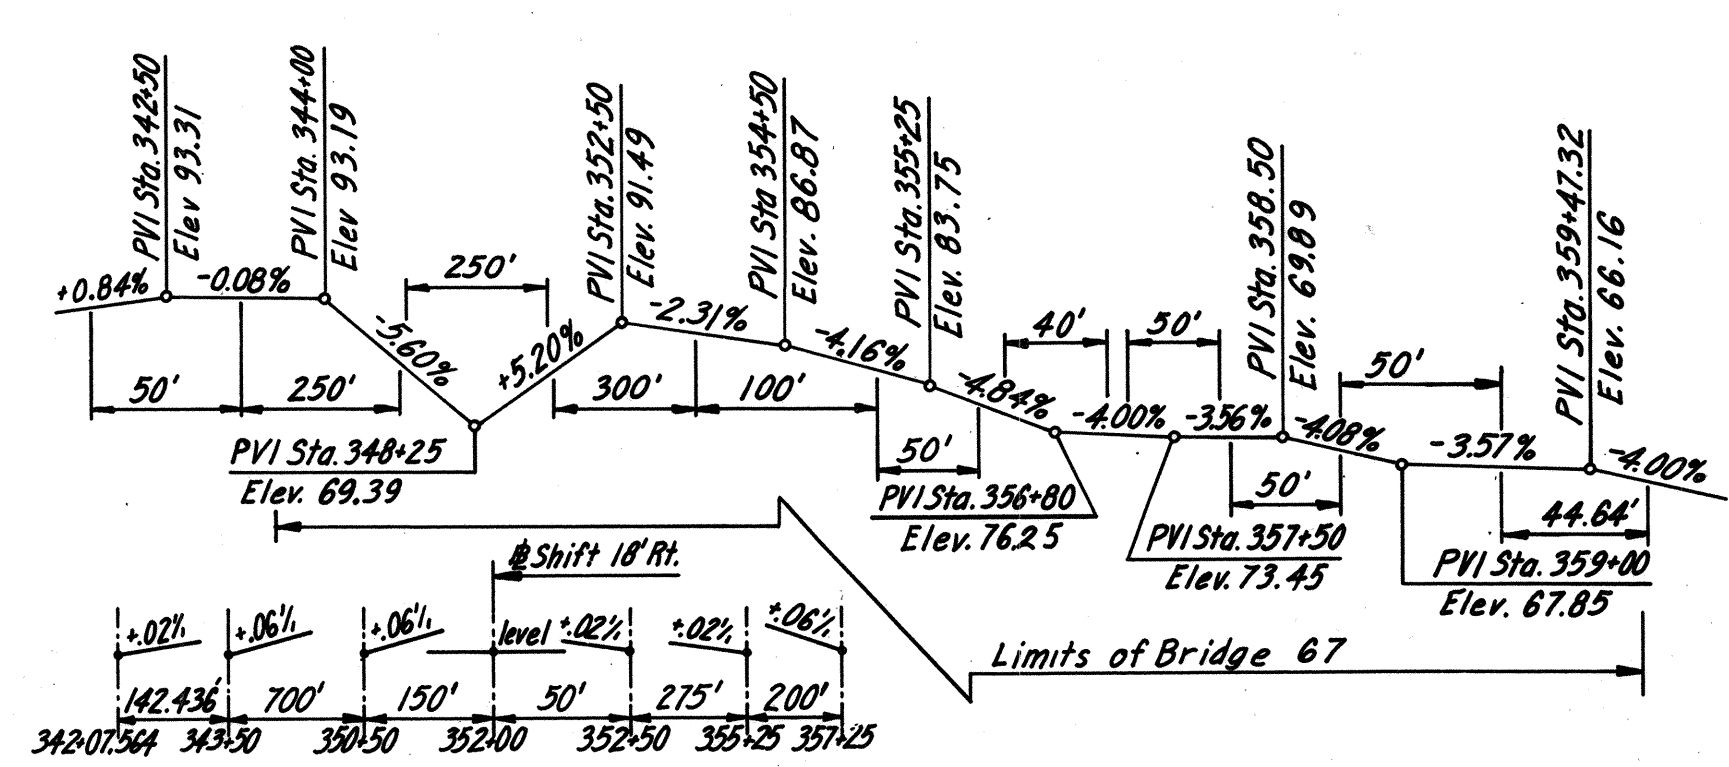 PVI Sta. 342+50
Elev 93.31
PVI Sta. 344+00
Elev 93.19
PVI Sta. 352+50
Elev. 91.49
PVI Sta 354+50
Elev. 86.87
PVI Sta. 355+25
Elev. 83.75
PVI Sta. 358.50
Elev. 69.89
PVI Sta. 359+47.32
Elev. 66.16
+0.84%
-0.08%
-5.60%
250'
+5.20%
-2.31%
-4.16%
-4.84%
40'
-4.00%
50'
-3.56%
-4.08%
50'
-3.57%
-4.00%
50'
250'
300'
100'
50'
50'
44.64'
PVI Sta. 348+25
Elev. 69.39
PVI Sta. 356+80
Elev. 76.25
PVI Sta. 357+50
Elev. 73.45
PVI Sta. 359+00
Elev. 67.85
Shift 18' Rt.
Limits of Bridge 67
+.02'/,
+.06'/,
+.06'/,
level
+.02'/,
+.02'/,
+.06'/,
142.436'
700'
150'
50'
275'
200'
342+07.564
343+50
350+50
352+00
352+50
355+25
357+25